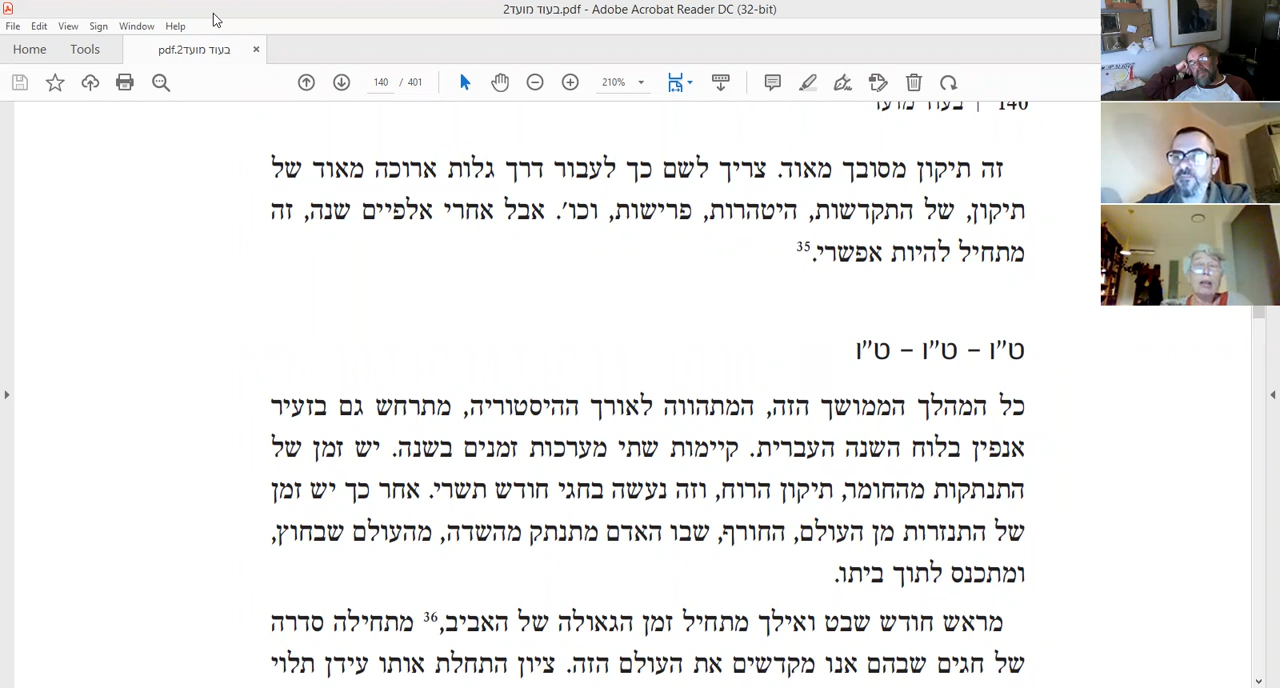 בעוד מועד2.pdf - Adobe Acrobat Reader DC (32-bit)
File Edit View Sign Window Help
Home Tools בעוד מועד2.pdf ×
140 / 401 210%
140 | בעוד מועד
זה תיקון מסובך מאוד. צריך לשם כך לעבור דרך גלות ארוכה מאוד של
תיקון, של התקדשות, היטהרות, פרישות, וכו׳. אבל אחרי אלפיים שנה, זה
מתחיל להיות אפשרי.35
ט״ו – ט״ו – ט״ו
כל המהלך הממושך הזה, המתהווה לאורך ההיסטוריה, מתרחש גם בזעיר
אנפין בלוח השנה העברית. קיימות שתי מערכות זמנים בשנה. יש זמן של
התנתקות מהחומר, תיקון הרוח, וזה נעשה בחגי חודש תשרי. אחר כך יש זמן
של התנזרות מן העולם, החורף, שבו האדם מתנתק מהשדה, מהעולם שבחוץ,
ומתכנס לתוך ביתו.
מראש חודש שבט ואילך מתחיל זמן הגאולה של האביב,36 מתחילה סדרה
של חגים שבהם אנו מקדשים את העולם הזה. ציון התחלת אותו עידן תלוי